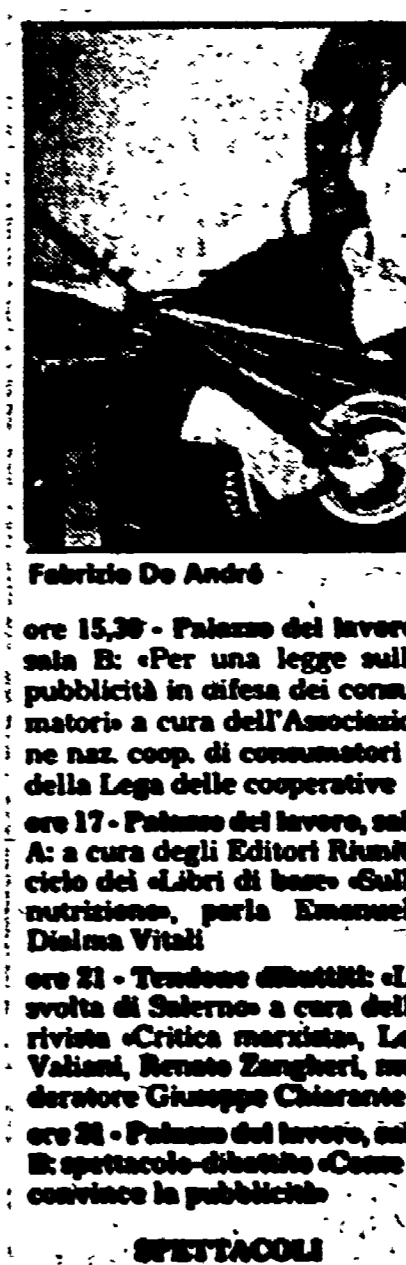 Fabrizio De André
ore 15,30 - Palazzo del lavoro
sala B: «Per una legge sull
pubblicità in difesa dei consu
matori» a cura dell'Associazio
ne naz. coop. di consumatori
della Lega delle cooperative
ore 17 - Palazzo del lavoro, sal
A: a cura degli Editori Riunit
ciclo dei «Libri di base» «Sull
nutrizione», parla Emanuel
Djalma Vitali
ore 21 - Tendone dibattiti: «L
svolta di Salerno» a cura dell
rivista «Critica marxista», Le
Valiani, Renato Zangheri, mo
deratore Giuseppe Chiarante
ore 21 - Palazzo del lavoro, sal
B: spettacolo-dibattito «Come
convince la pubblicità»
SPETTACOLI